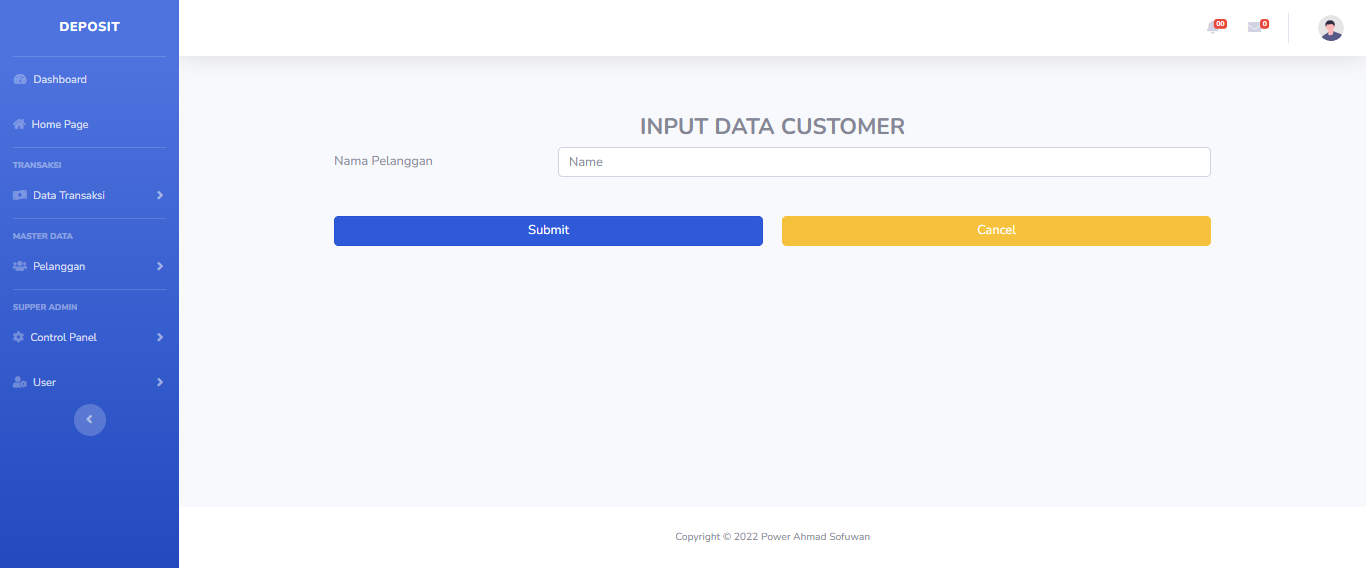 DEPOSIT
00
0
Dashboard
Home Page
TRANSAKSI
Data Transaksi
MASTER DATA
Pelanggan
SUPPER ADMIN
Control Panel
User
INPUT DATA CUSTOMER
Nama Pelanggan
Name
Submit
Cancel
Copyright © 2022 Power Ahmad Sofuwan